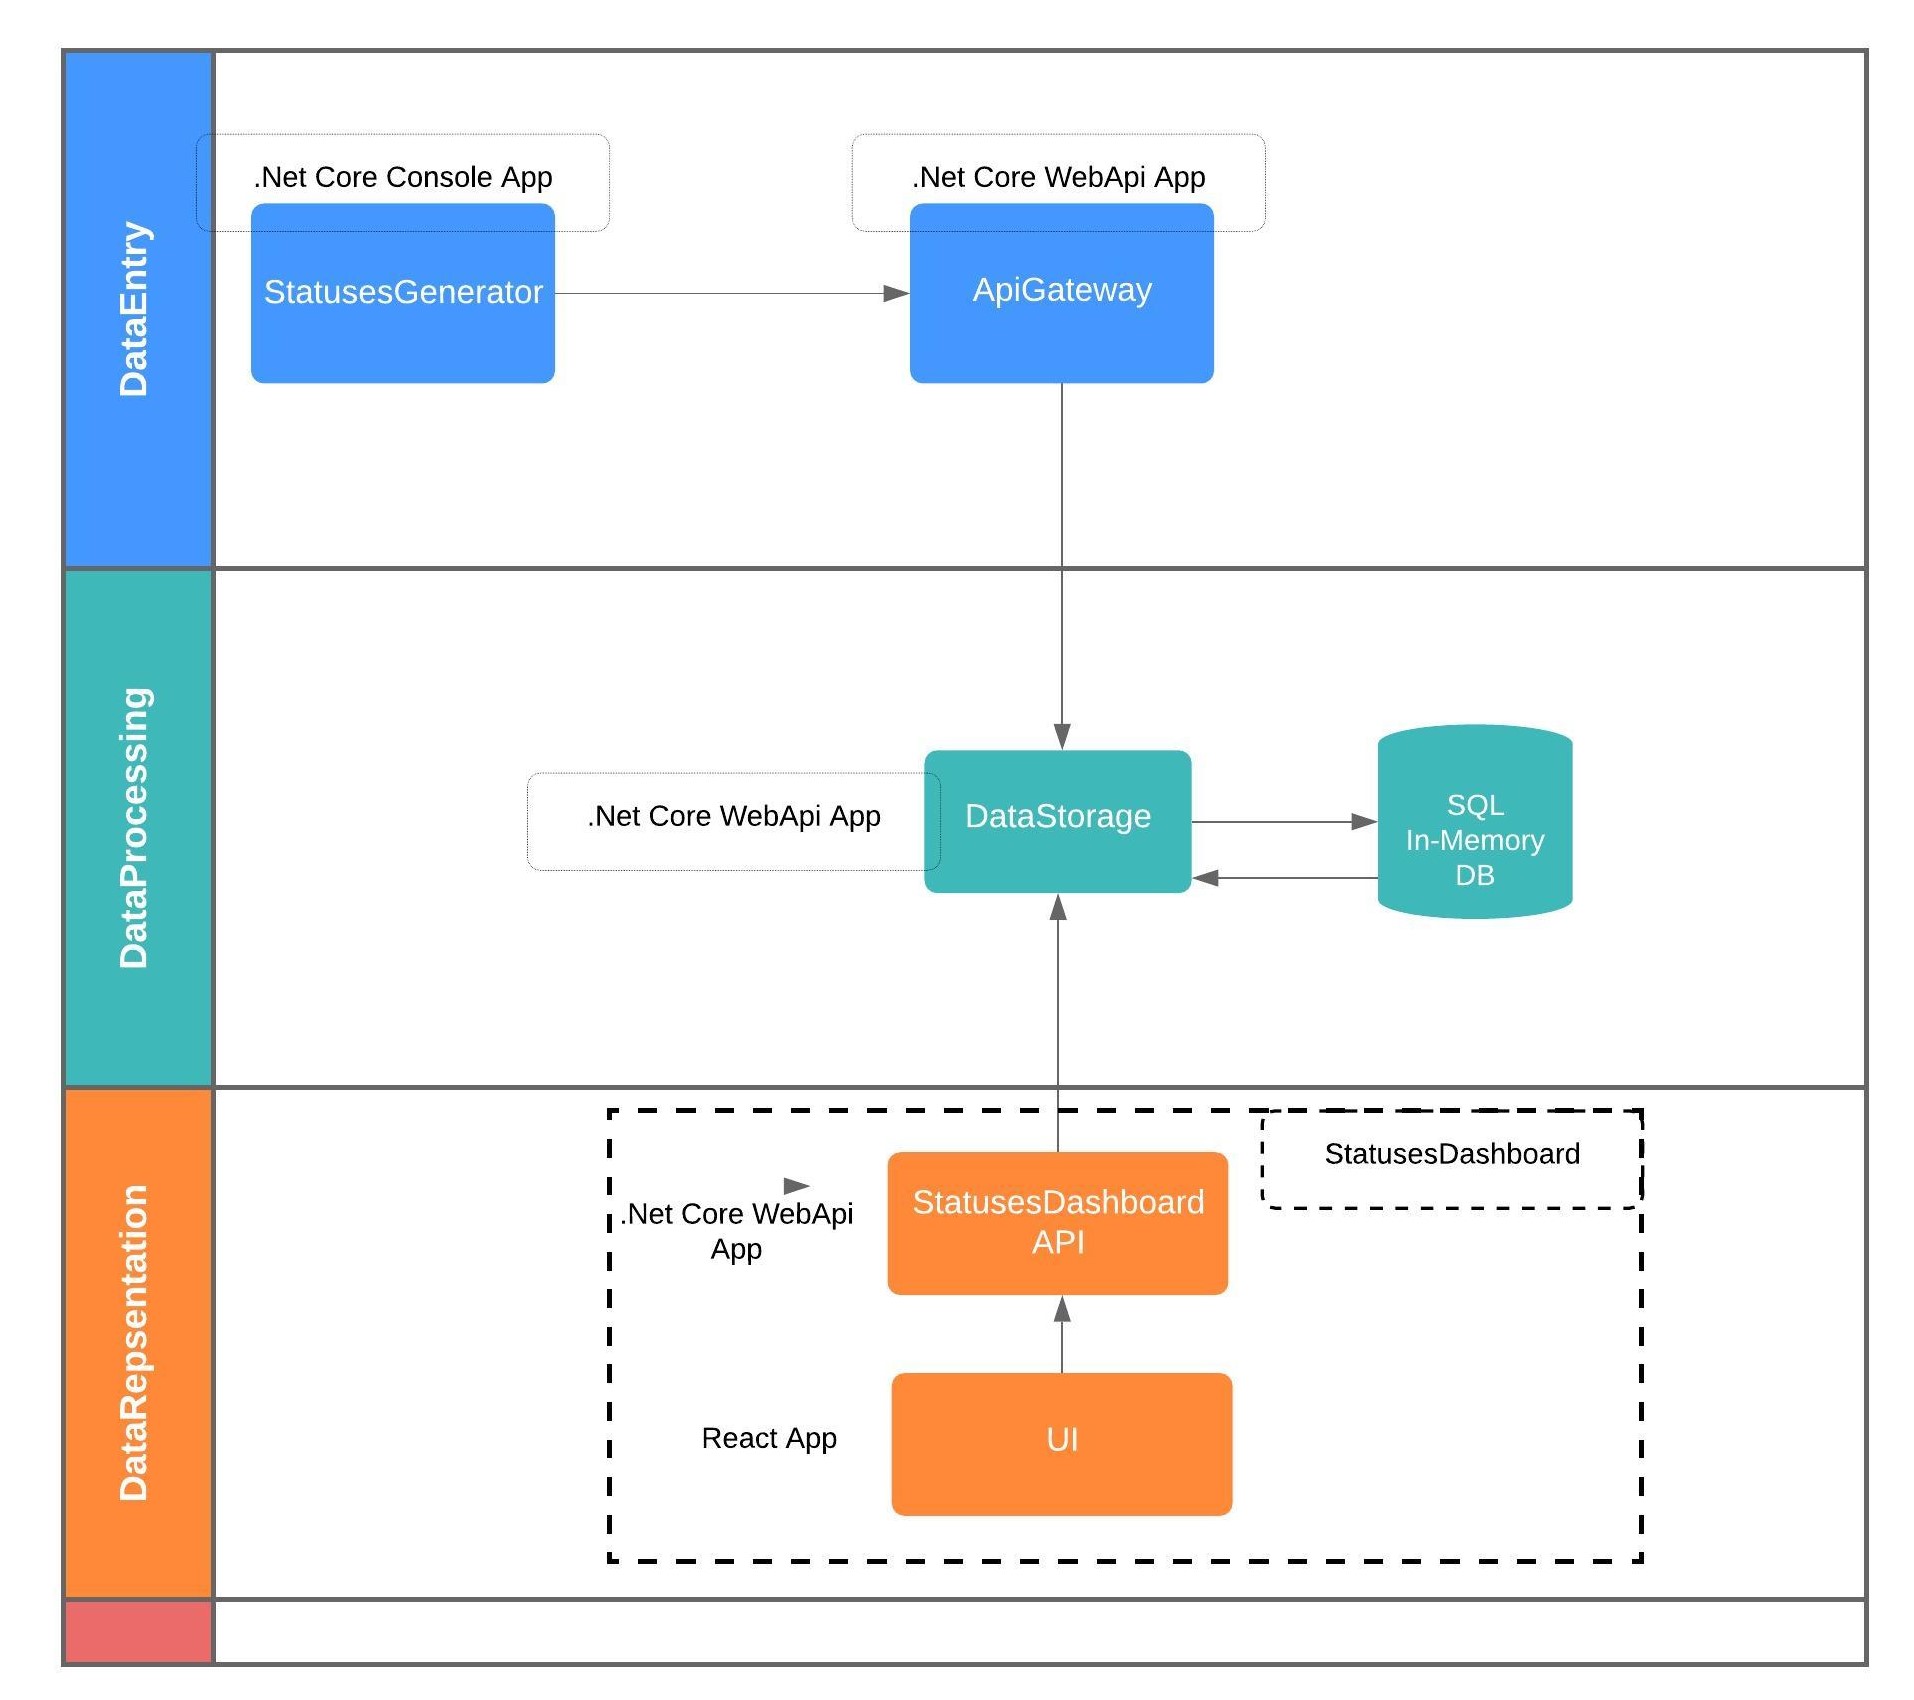 DataEntry
.Net Core Console App
.Net Core WebApi App
StatusesGenerator
ApiGateway
DataProcessing
.Net Core WebApi App
DataStorage
SQL
In-Memory
DB
DataRepsentation
StatusesDashboard
.Net Core WebApi
App
StatusesDashboard
API
React App
UI